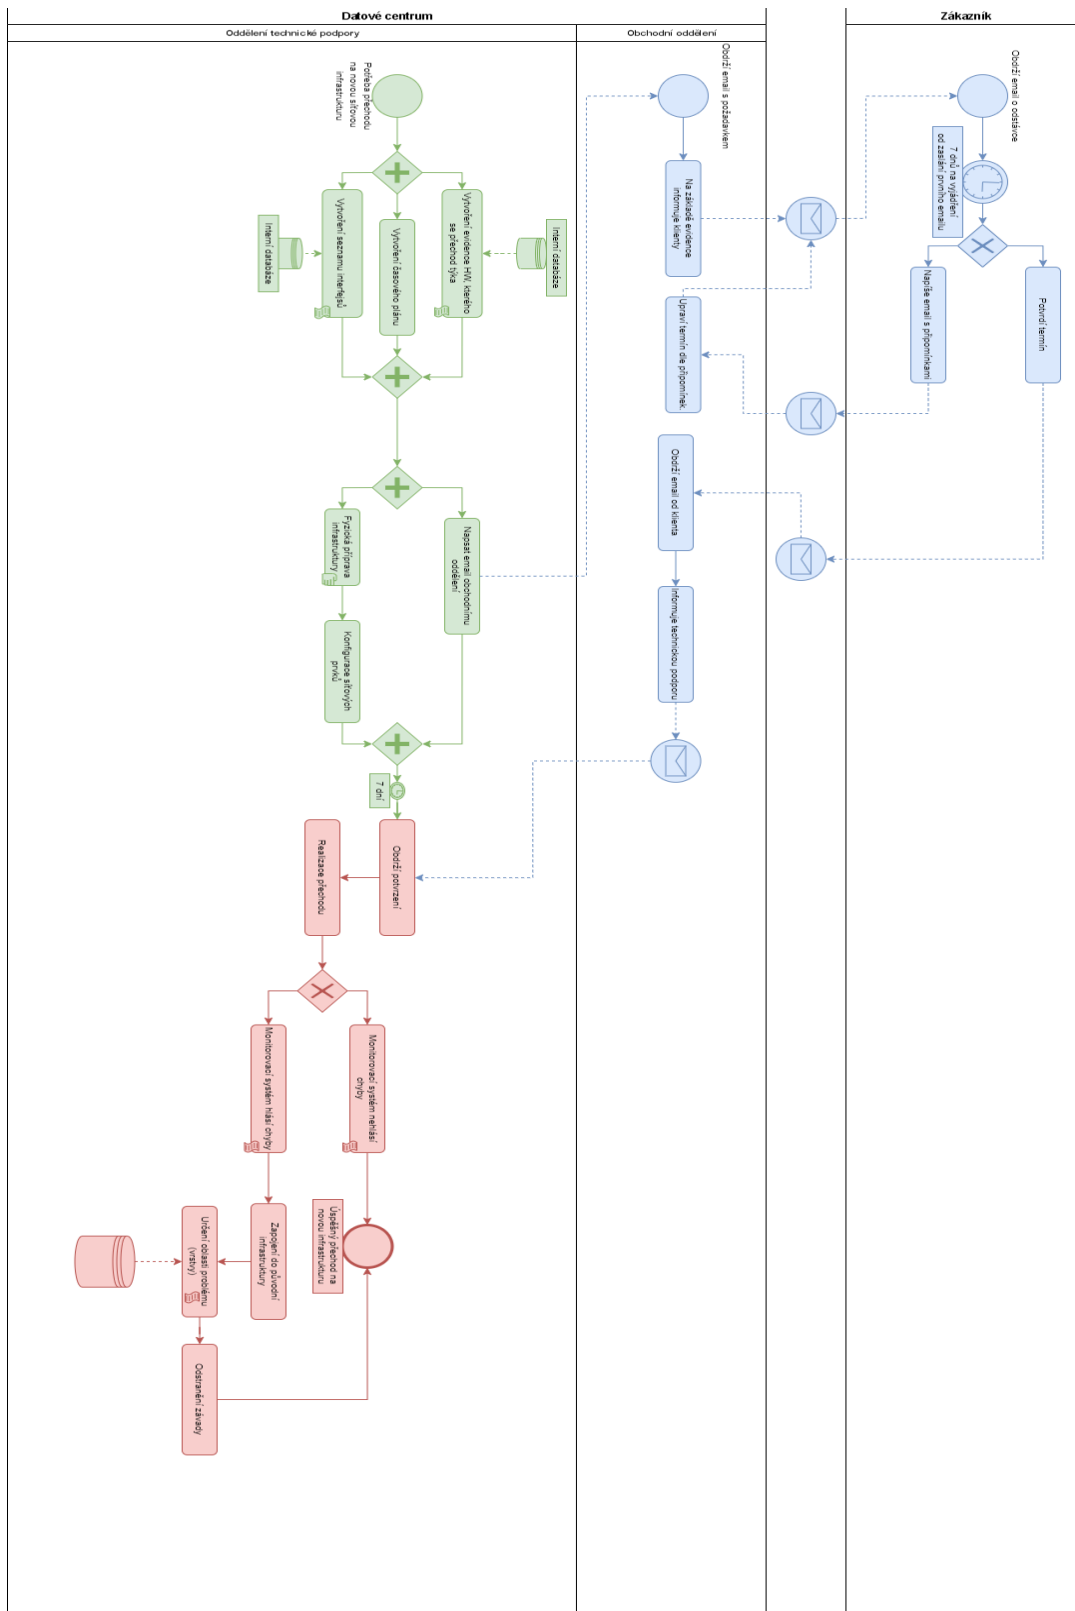 Datové centrum
Zákazník
Oddělení technické podpory
Obchodní oddělení
Potřeba přechodu
na novou síťovou
infrastrukturu
Interní databáze
Vytvoření seznamu interfejsů
Vytvoření časového plánu
Vytvoření evidence HW, kterého
se přechod týka
Interní databáze
Fyzická příprava
infrastruktury
Napsat email obchodnímu
oddělení
Konfigurace síťových
prvků
7 dní
Obdrží email s požadavkem
Na základě evidence
informuje klienty
Upraví termín dle připomínek.
Obdrží email od klienta
Informuje technickou podporu
Obdrží email o odstávce
7 dnů na vyjádření
od zaslání prvního emailu
Napíše email s připomínkami
Potvrdí termín
Obdrží potvrzení
Realizace přechodu
Monitorovací systém nehlásí
chyby
Monitorovací systém hlásí chyby
Úspěšný přechod na
novou infrastrukturu
Zapojení do původní
infrastruktury
Určení oblasti problému
(vrstvy)
Odstranění závady